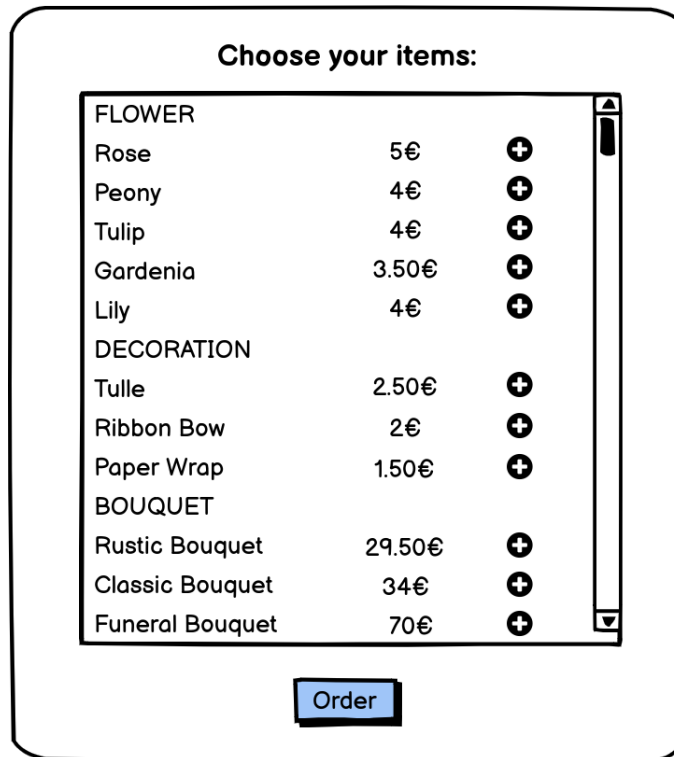 Choose your items:
FLOWER
Rose 5€
Peony 4€
Tulip 4€
Gardenia 3.50€
Lily 4€
DECORATION
Tulle 2.50€
Ribbon Bow 2€
Paper Wrap 1.50€
BOUQUET
Rustic Bouquet 29.50€
Classic Bouquet 34€
Funeral Bouquet 70€
Order